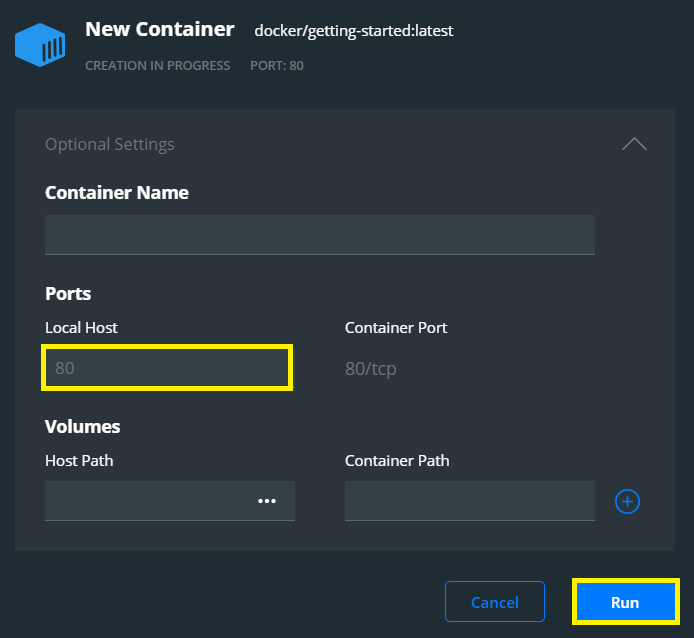 New Container docker/getting-started:latest
CREATION IN PROGRESS PORT: 80
Optional Settings
Container Name
Ports
Local Host Container Port
80 80/tcp
Volumes
Host Path Container Path
Cancel Run